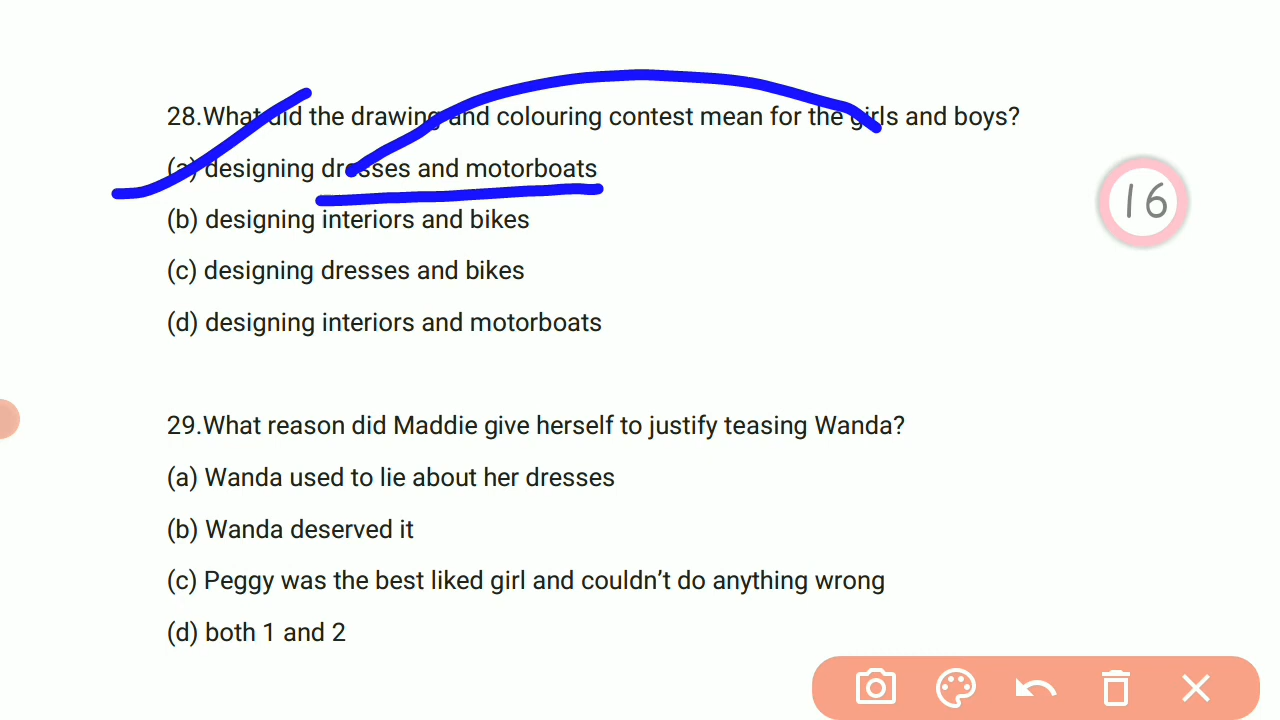 28.What did the drawing and colouring contest mean for the girls and boys?
(a) designing dresses and motorboats
16
(b) designing interiors and bikes
(c) designing dresses and bikes
(d) designing interiors and motorboats
29.What reason did Maddie give herself to justify teasing Wanda?
(a) Wanda used to lie about her dresses
(b) Wanda deserved it
(c) Peggy was the best liked girl and couldn’t do anything wrong
(d) both 1 and 2